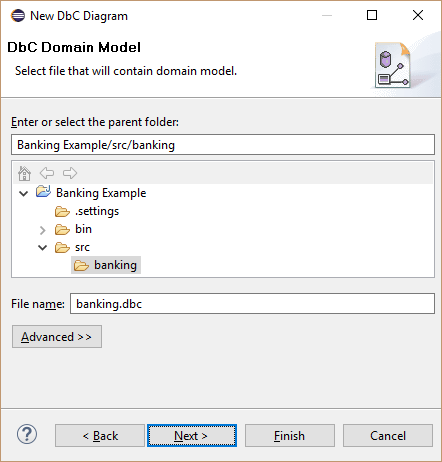 New DbC Diagram
DbC Domain Model
Select file that will contain domain model.
Enter or select the parent folder:
Banking Example/src/banking
Banking Example
.settings
bin
src
banking
File name: banking.dbc
Advanced >>
? < Back Next > Finish Cancel